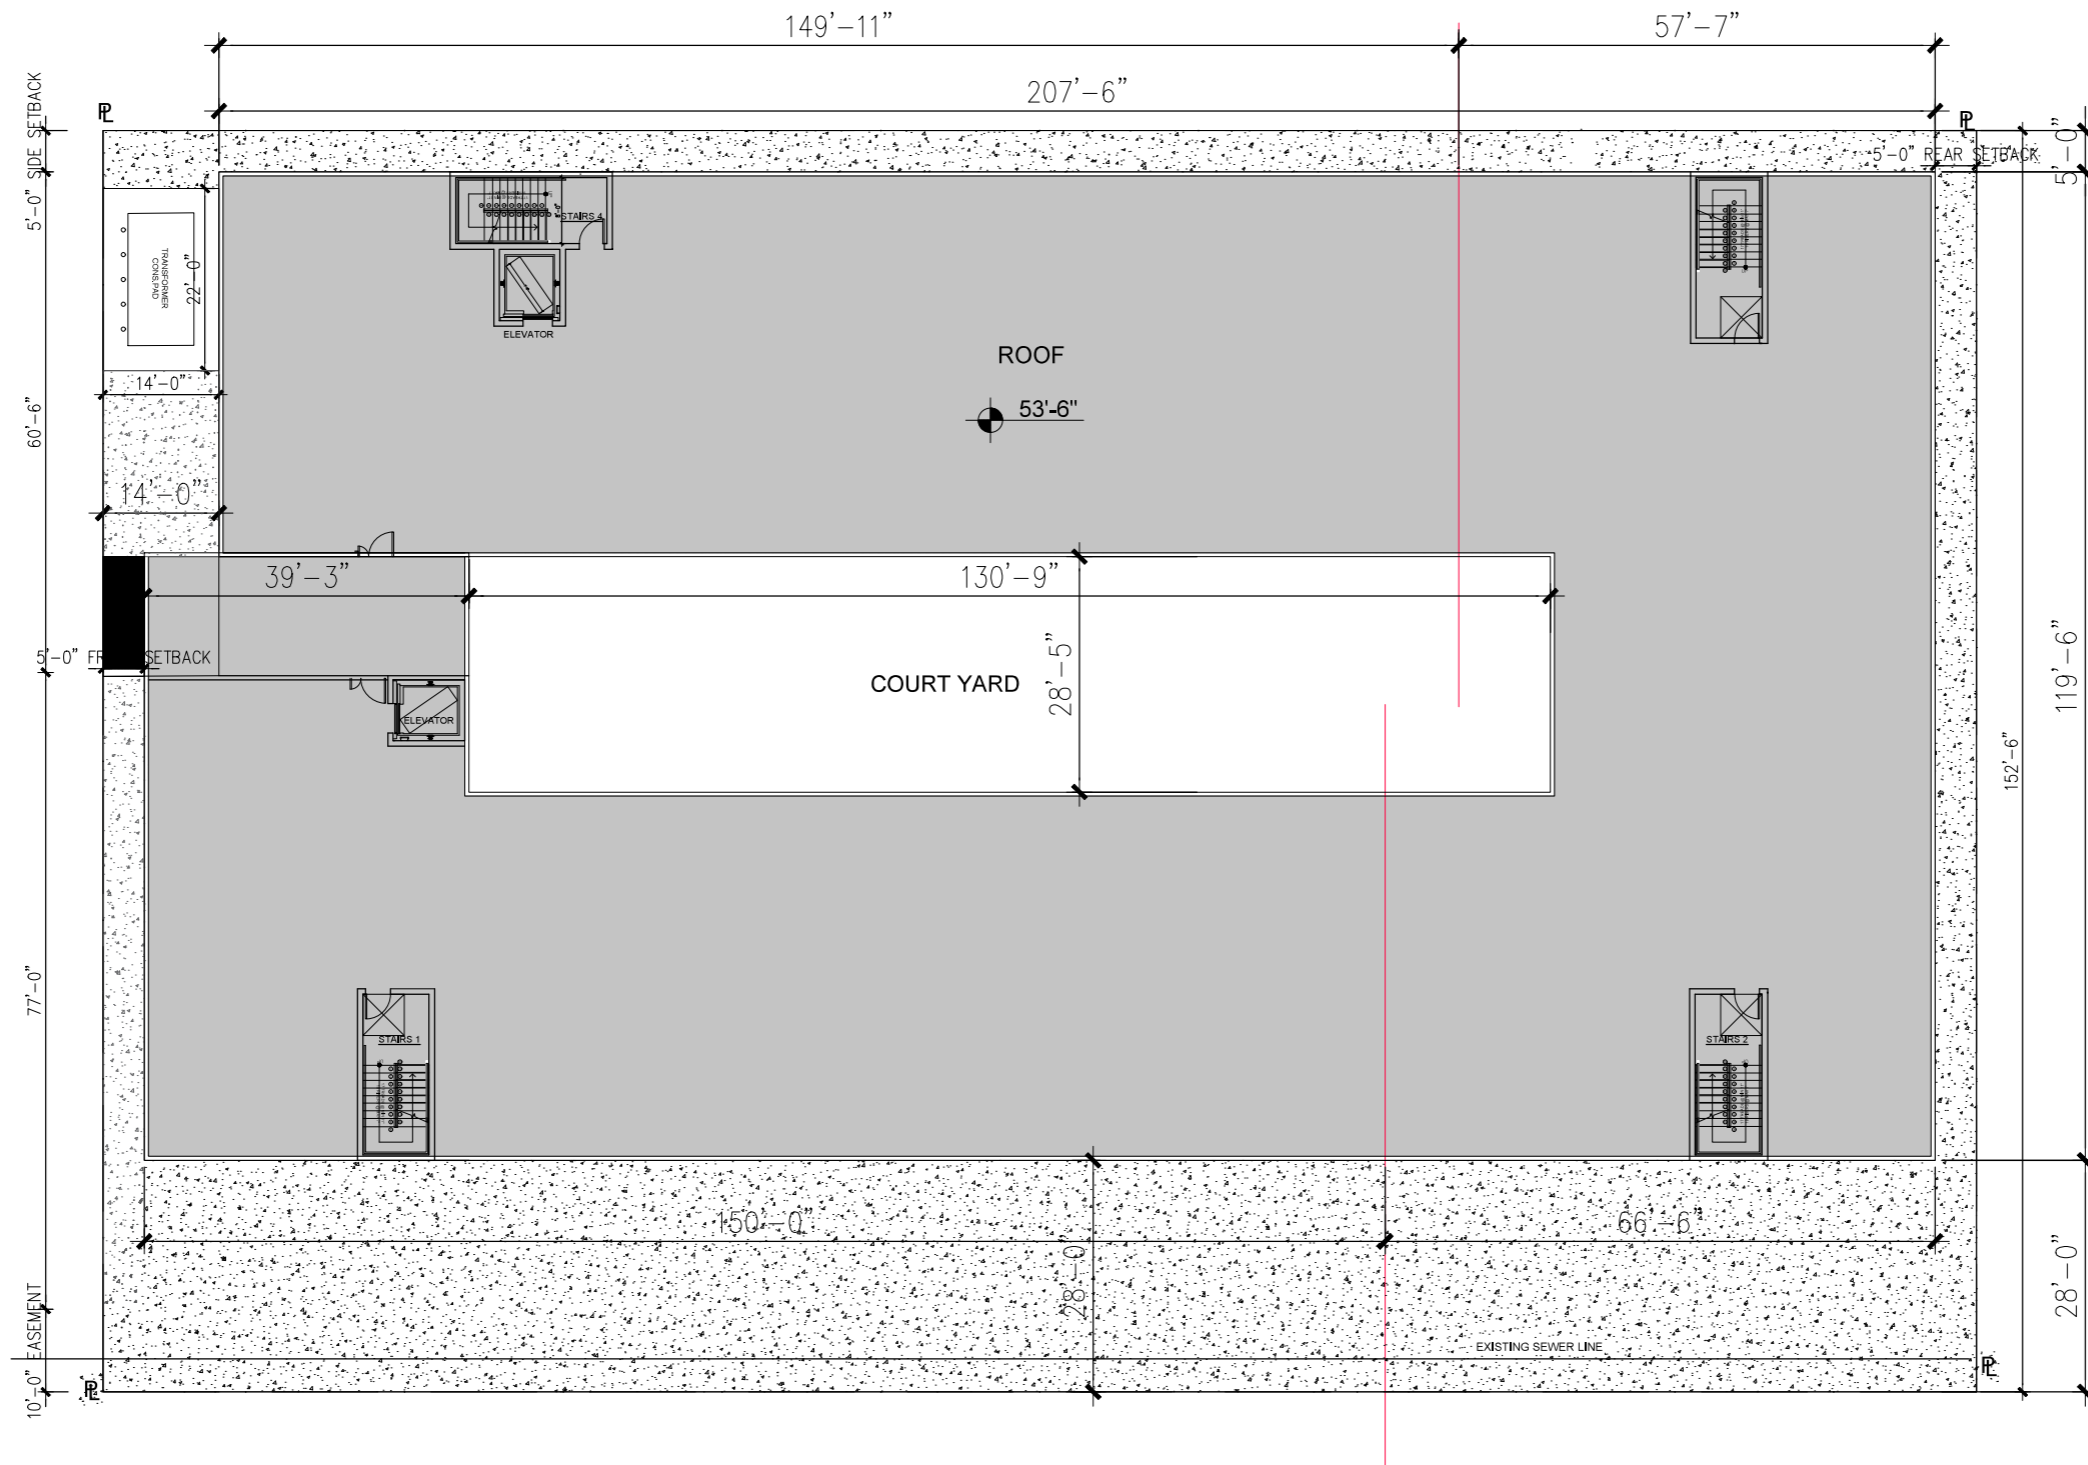 149'-11"
57'-7"
207'-6"
PL
PL
5'-0" SIDE SETBACK
5'-0" REAR SETBACK
5'-0"
STAIRS 4
TRANSFORMER
CONS.PAD
22'-0"
ELEVATOR
ROOF
53'-6"
14'-0"
60'-6"
14'-0"
39'-3"
130'-9"
28'-5"
5'-0" SETBACK
COURT YARD
119'-6"
ELEVATOR
152'-6"
77'-0"
STAIRS 1
STAIRS 2
150'-0"
66'-6"
28'-0"
28'-0"
10'-0" EASEMENT
EXISTING SEWER LINE
PL
PL